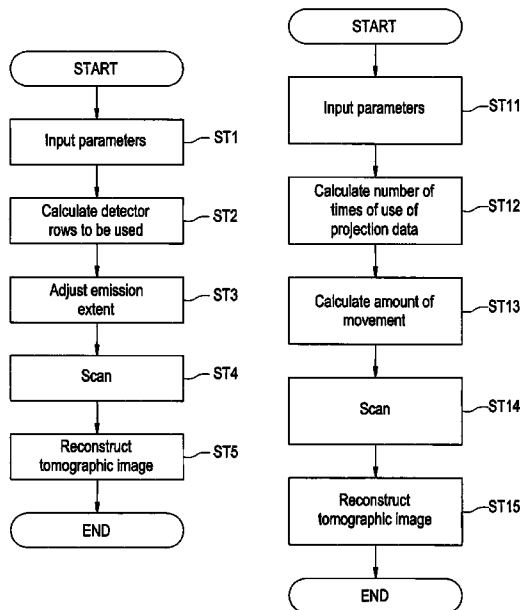 START
Input parameters
ST1
Calculate detector
rows to be used
ST2
Adjust emission
extent
ST3
Scan
ST4
Reconstruct
tomographic image
ST5
END
START
Input parameters
ST11
Calculate number of
times of use of
projection data
ST12
Calculate amount of
movement
ST13
Scan
ST14
Reconstruct
tomographic image
ST15
END